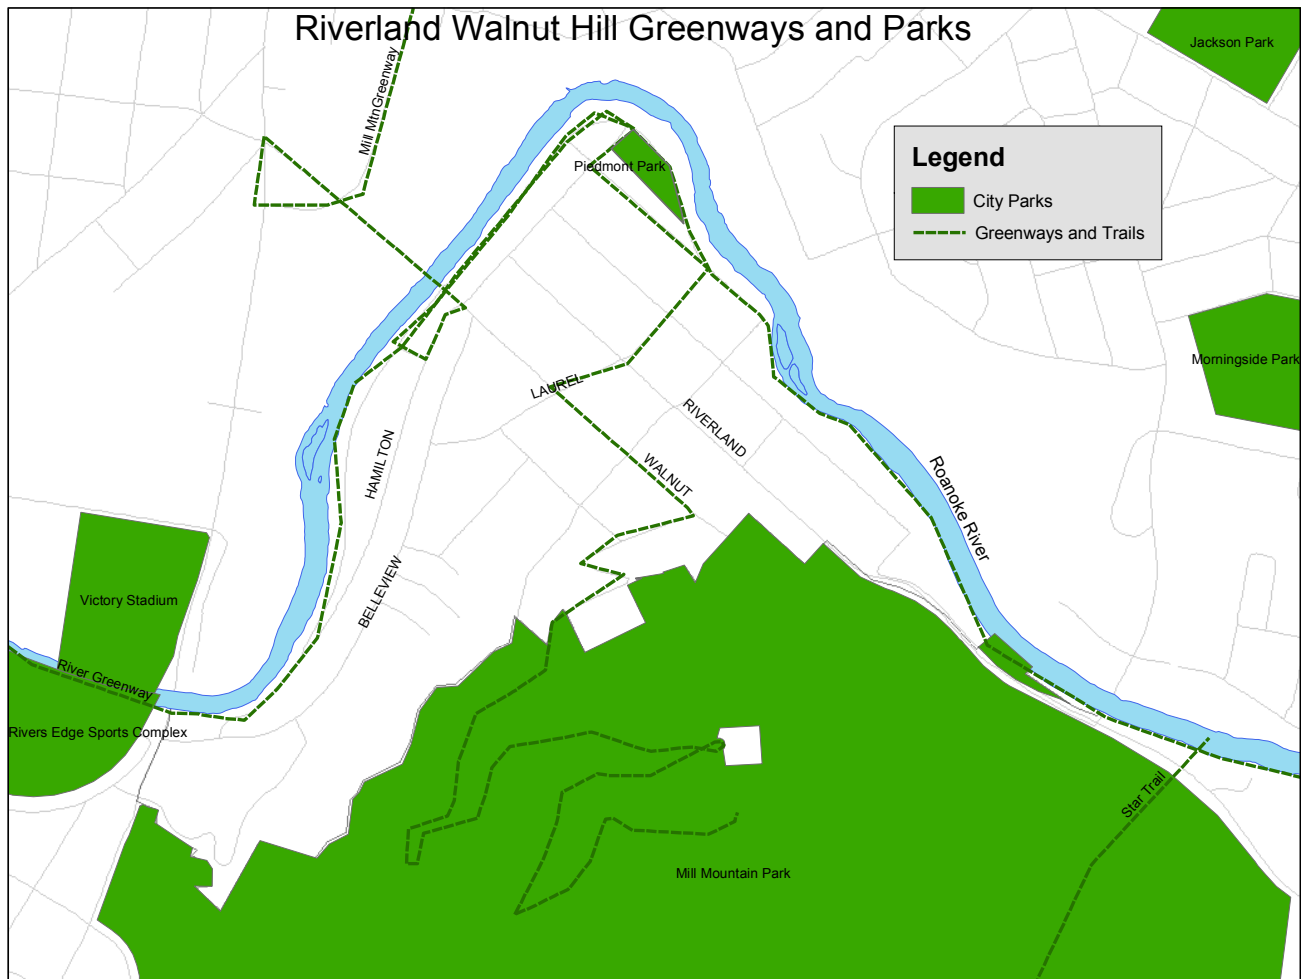 Riverland Walnut Hill Greenways and Parks
Jackson Park
Mill MtnGreenway
Legend
City Parks
Greenways and Trails
Piedmont Park
Morningside Park
LAUREL
RIVERLAND
HAMILTON
WALNUT
Roanoke River
BELLEVIEW
Victory Stadium
River Greenway
Rivers Edge Sports Complex
Star Trail
Mill Mountain Park